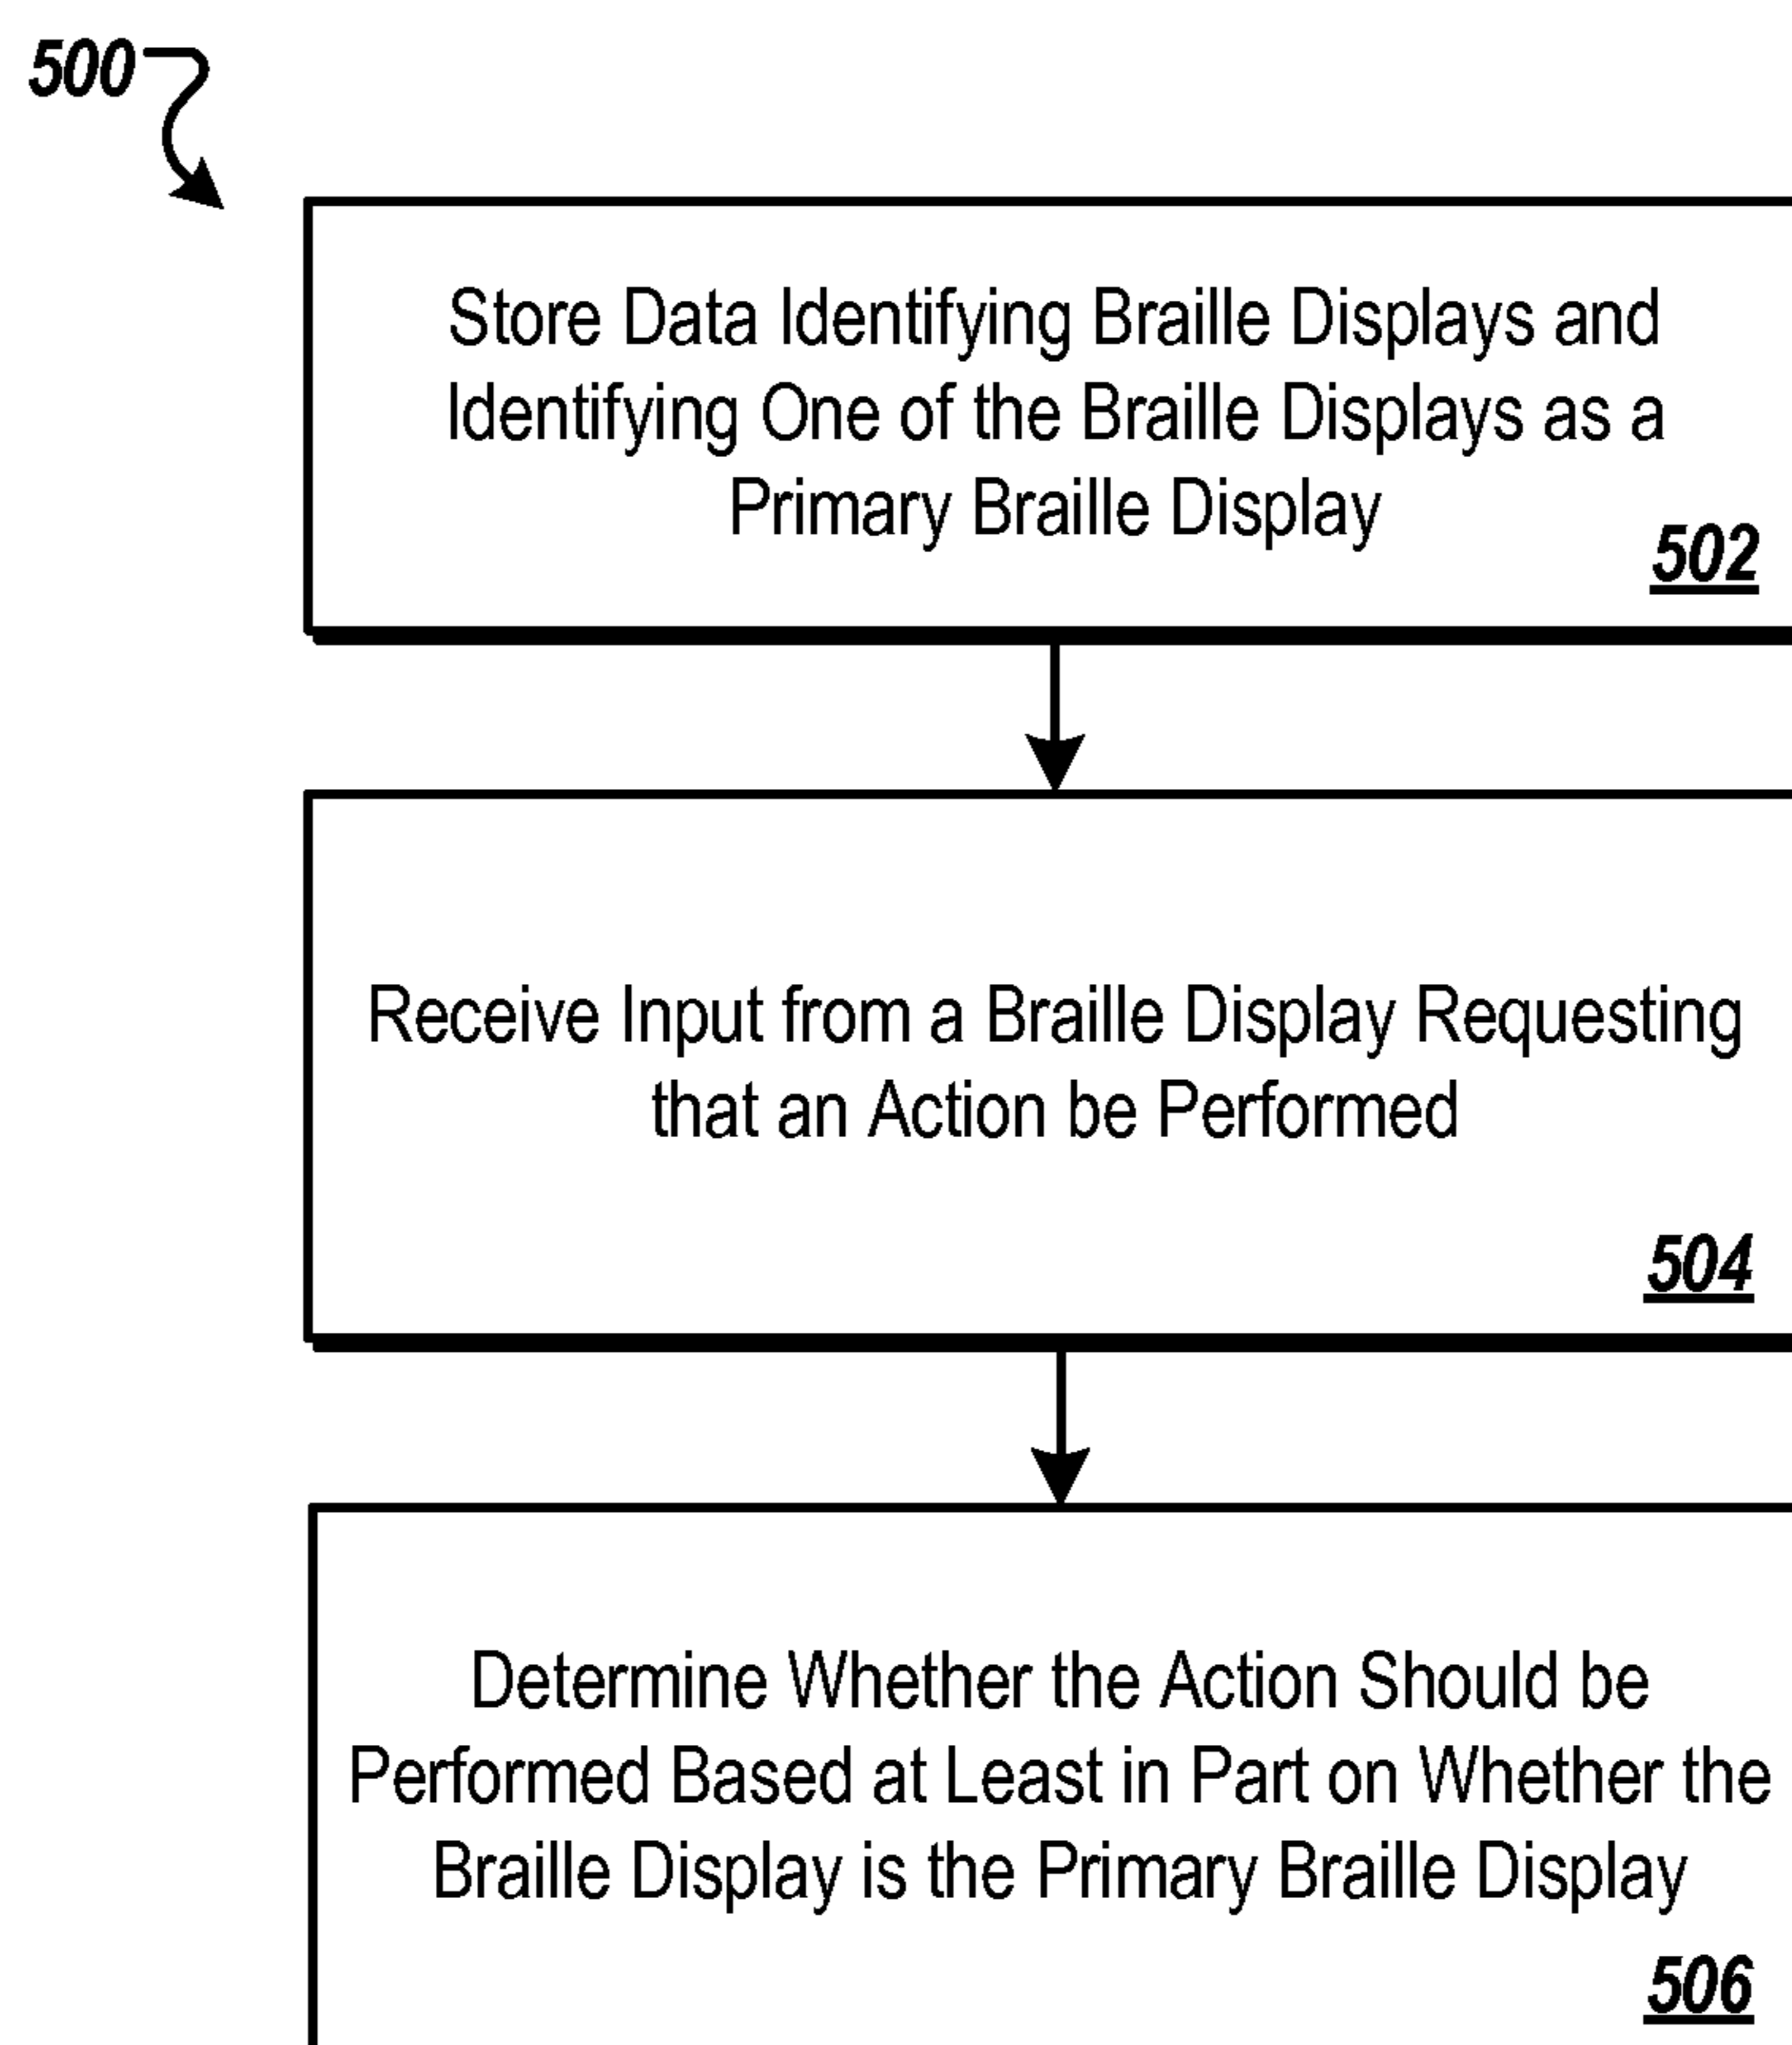 500
Store Data Identifying Braille Displays and
Identifying One of the Braille Displays as a
Primary Braille Display
502
Receive Input from a Braille Display Requesting
that an Action be Performed
504
Determine Whether the Action Should be
Performed Based at Least in Part on Whether the
Braille Display is the Primary Braille Display
506